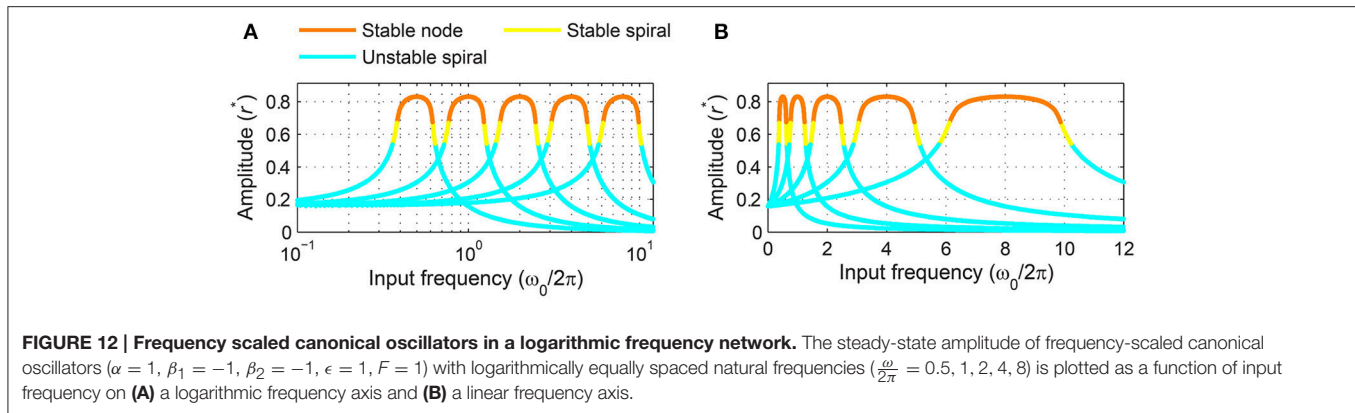 A
B
Stable node
Stable spiral
Unstable spiral
Amplitude (r*)
0.8
0.6
0.4
0.2
0
10⁻¹
10⁰
10¹
Input frequency (ω₀/2π)
Amplitude (r*)
0.8
0.6
0.4
0.2
0
0 2 4 6 8 10 12
Input frequency (ω₀/2π)
FIGURE 12 | Frequency scaled canonical oscillators in a logarithmic frequency network. The steady-state amplitude of frequency-scaled canonical
oscillators (α = 1, β₁ = −1, β₂ = −1, ϵ = 1, F = 1) with logarithmically equally spaced natural frequencies (ω/2π = 0.5, 1, 2, 4, 8) is plotted as a function of input
frequency on (A) a logarithmic frequency axis and (B) a linear frequency axis.